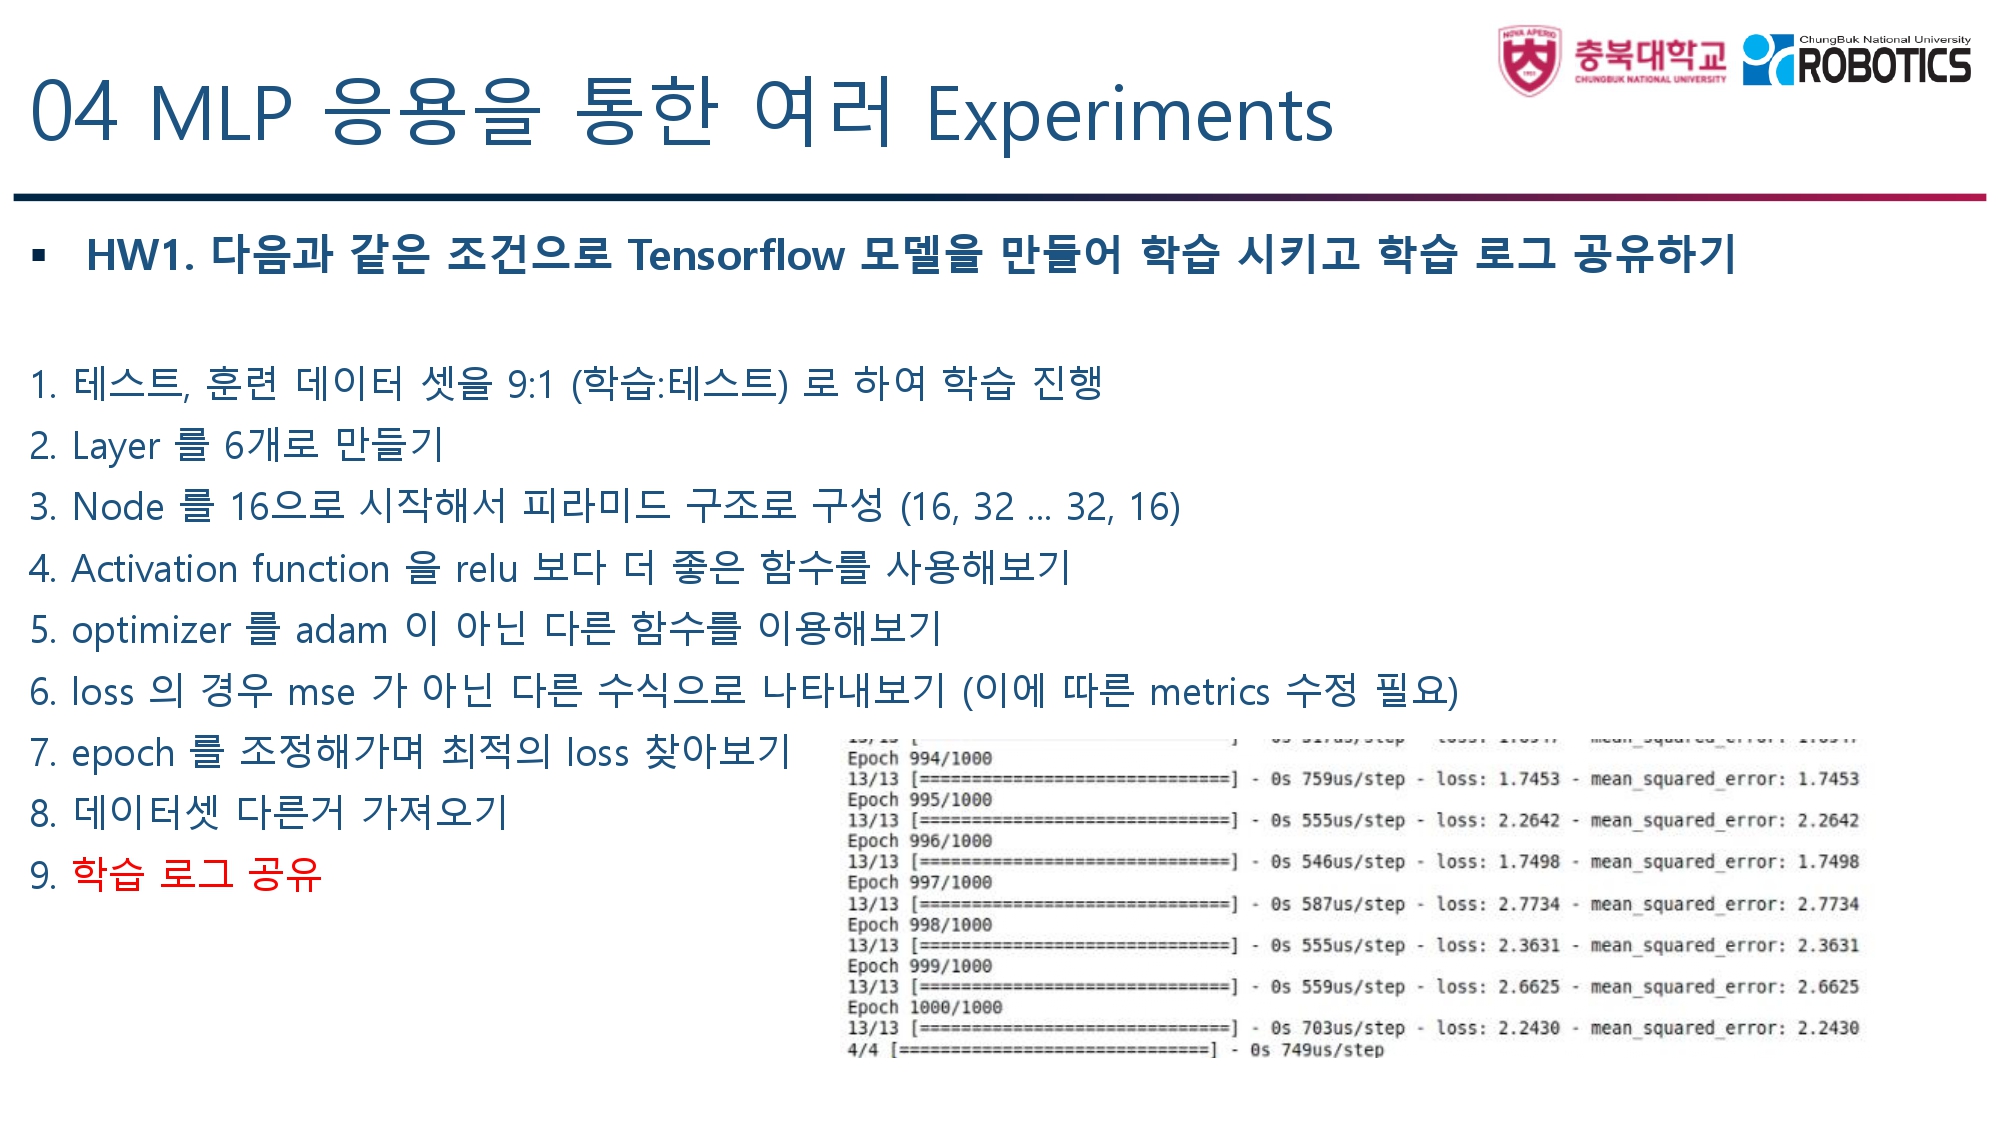 NOVA APERIO
충북대학교
CHUNGBUK NATIONAL UNIVERSITY
ChungBuk National University
ROBOTICS
04 MLP 응용을 통한 여러 Experiments
▪ HW1. 다음과 같은 조건으로 Tensorflow 모델을 만들어 학습 시키고 학습 로그 공유하기
1. 테스트, 훈련 데이터 셋을 9:1 (학습:테스트) 로 하여 학습 진행
2. Layer 를 6개로 만들기
3. Node 를 16으로 시작해서 피라미드 구조로 구성 (16, 32 ... 32, 16)
4. Activation function 을 relu 보다 더 좋은 함수를 사용해보기
5. optimizer 를 adam 이 아닌 다른 함수를 이용해보기
6. loss 의 경우 mse 가 아닌 다른 수식으로 나타내보기 (이에 따른 metrics 수정 필요)
7. epoch 를 조정해가며 최적의 loss 찾아보기
8. 데이터셋 다른거 가져오기
9. 학습 로그 공유
Epoch 994/1000
13/13 [==============================] - 0s 759us/step - loss: 1.7453 - mean_squared_error: 1.7453
Epoch 995/1000
13/13 [==============================] - 0s 555us/step - loss: 2.2642 - mean_squared_error: 2.2642
Epoch 996/1000
13/13 [==============================] - 0s 546us/step - loss: 1.7498 - mean_squared_error: 1.7498
Epoch 997/1000
13/13 [==============================] - 0s 587us/step - loss: 2.7734 - mean_squared_error: 2.7734
Epoch 998/1000
13/13 [==============================] - 0s 555us/step - loss: 2.3631 - mean_squared_error: 2.3631
Epoch 999/1000
13/13 [==============================] - 0s 559us/step - loss: 2.6625 - mean_squared_error: 2.6625
Epoch 1000/1000
13/13 [==============================] - 0s 703us/step - loss: 2.2430 - mean_squared_error: 2.2430
4/4 [==============================] - 0s 749us/step